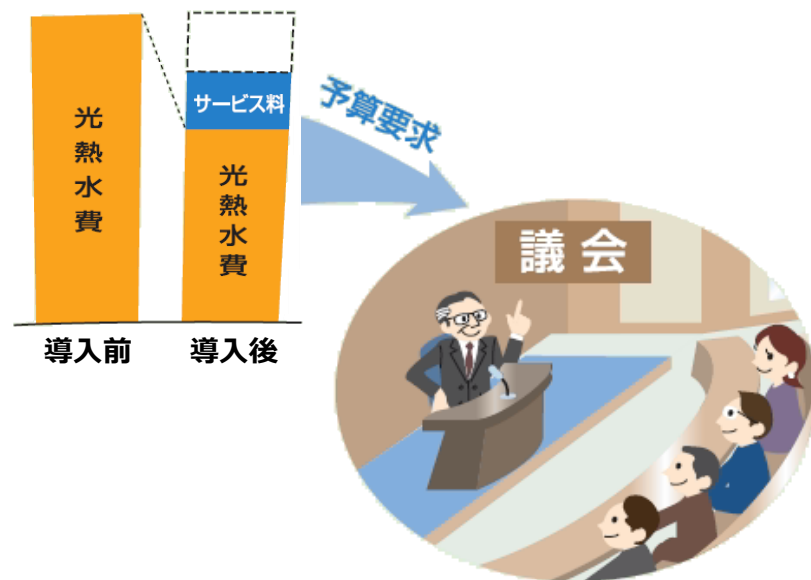 光熱水費
サービス料
光熱水費
導入前
導入後
予算要求
議会